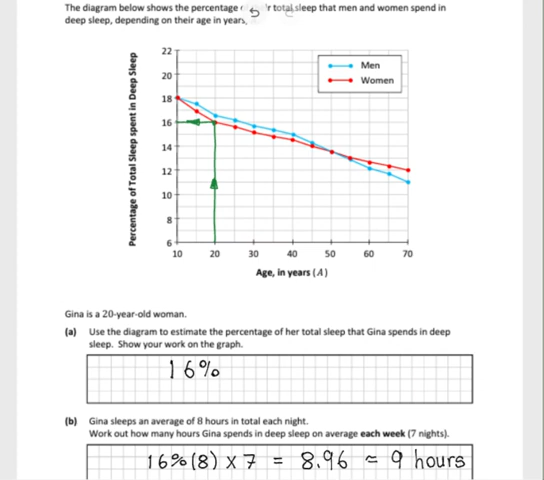 The diagram below shows the percentage r total sleep that men and women spend in
deep sleep, depending on their age in years,
Percentage of Total Sleep spent in Deep Sleep
22
20
18
16
14
12
10
8
6
Men
Women
10 20 30 40 50 60 70
Age, in years (A)
Gina is a 20-year-old woman.
(a) Use the diagram to estimate the percentage of her total sleep that Gina spends in deep
sleep. Show your work on the graph.
16%
(b) Gina sleeps an average of 8 hours in total each night.
Work out how many hours Gina spends in deep sleep on average each week (7 nights).
16%(8) × 7 = 8.96 ≈ 9 hours